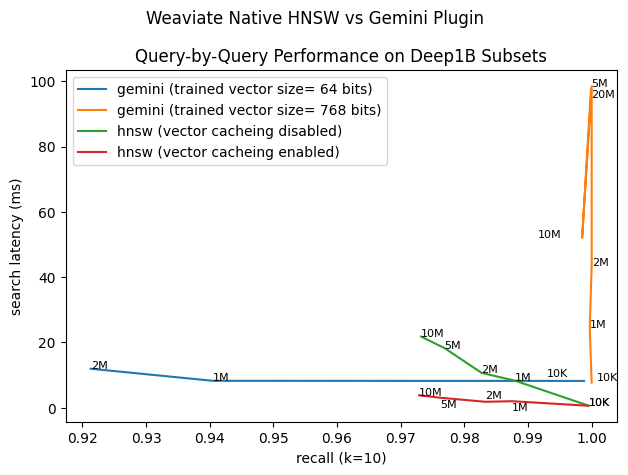 Weaviate Native HNSW vs Gemini Plugin
Query-by-Query Performance on Deep1B Subsets
gemini (trained vector size= 64 bits)
gemini (trained vector size= 768 bits)
hnsw (vector cacheing disabled)
hnsw (vector cacheing enabled)
search latency (ms)
100
80
60
40
20
0
5M
20M
10M
2M
1M
10K
10M
5M
2M
1M
10K
2M
1M
10K
10M
5M
2M
1M
10K
0.92
0.93
0.94
0.95
0.96
0.97
0.98
0.99
1.00
recall (k=10)